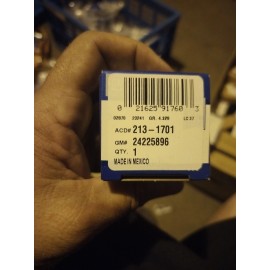 0 21625 91760 3
ACD# 213-1701
GM# 24225896
QTY. 1
MADE IN MEXICO